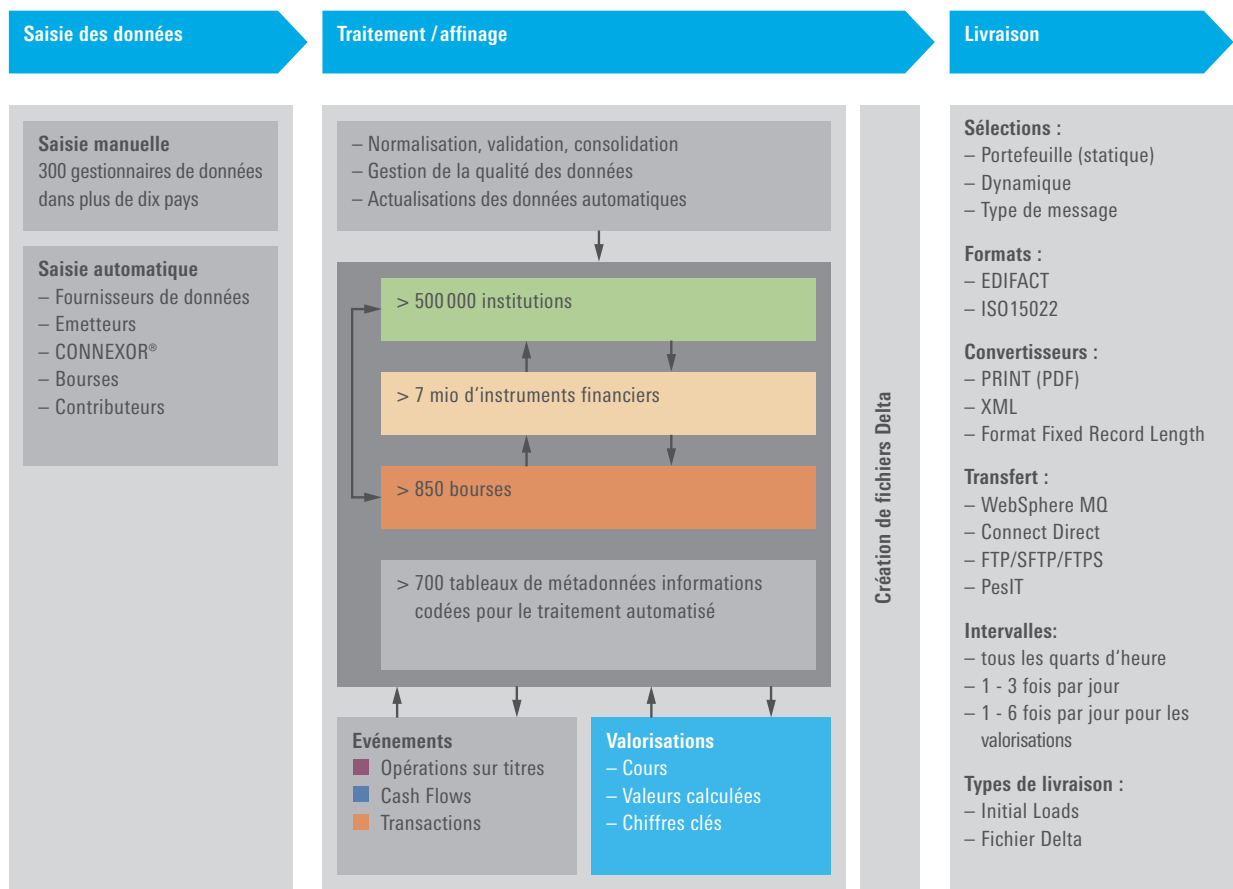 Saisie des données
Traitement / affinage
Livraison
Saisie manuelle
300 gestionnaires de données
dans plus de dix pays
Saisie automatique
– Fournisseurs de données
– Emetteurs
– CONNEXOR®
– Bourses
– Contributeurs
– Normalisation, validation, consolidation
– Gestion de la qualité des données
– Actualisations des données automatiques
> 500 000 institutions
> 7 mio d'instruments financiers
> 850 bourses
> 700 tableaux de métadonnées informations
codées pour le traitement automatisé
Evénements
Opérations sur titres
Cash Flows
Transactions
Valorisations
– Cours
– Valeurs calculées
– Chiffres clés
Création de fichiers Delta
Sélections :
– Portefeuille (statique)
– Dynamique
– Type de message
Formats :
– EDIFACT
– ISO15022
Convertisseurs :
– PRINT (PDF)
– XML
– Format Fixed Record Length
Transfert :
– WebSphere MQ
– Connect Direct
– FTP/SFTP/FTPS
– PesIT
Intervalles:
– tous les quarts d'heure
– 1 - 3 fois par jour
– 1 - 6 fois par jour pour les
valorisations
Types de livraison :
– Initial Loads
– Fichier Delta